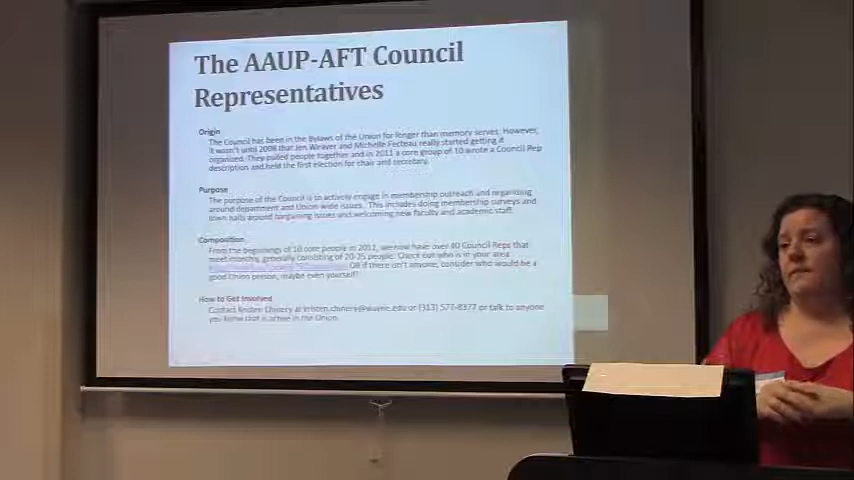 The AAUP-AFT Council
Representatives
Origin
The Council has been in the Bylaws of the Union for longer than memory serves. However,
it wasn't until 2008 that Jen Weaver and Michelle Fecteau really started getting it
organized. They pulled people together and in 2011 a core group of 10 wrote a Council Rep
description and held the first election for chair and secretary.
Purpose
The purpose of the Council is to actively engage in membership outreach and organizing
around department and Union-wide issues. This includes doing membership surveys and
town halls around bargaining issues and welcoming new faculty and academic staff.
Composition
From the beginnings of 10 core people in 2011, we now have over 40 Council Reps that
meet monthly, generally consisting of 20-25 people. Check out who is in your area
OR if there isn't anyone, consider who would be a
good Union person, maybe even yourself!
How to Get Involved
Contact Kristen Chinery at kristen.chinery@wayne.edu or (313) 577-8377 or talk to anyone
you know that is active in the Union.